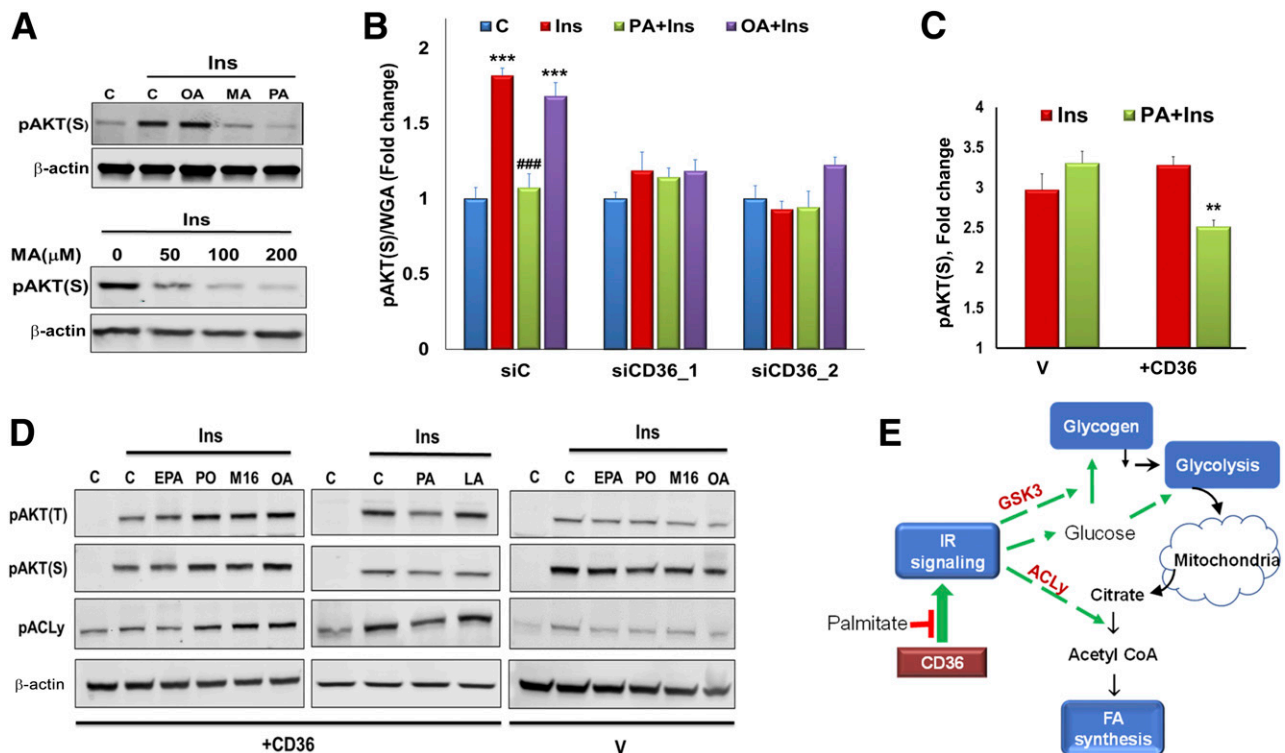 A
Ins
C C OA MA PA
pAKT(S)
β-actin
Ins
MA(μM) 0 50 100 200
pAKT(S)
β-actin
B
C Ins PA+Ins OA+Ins
pAKT(S)/WGA (Fold change)
2
1.5
1
0.5
0
*** ### ***
siC siCD36_1 siCD36_2
C
Ins PA+Ins
pAKT(S), Fold change
4
3.5
3
2.5
2
1.5
1
**
V +CD36
D
Ins Ins Ins
C C EPA PO M16 OA C C PA LA C C EPA PO M16 OA
pAKT(T)
pAKT(S)
pACLy
β-actin
+CD36 V
E
Glycogen
Glycolysis
GSK3
Glucose
IR
signaling
Mitochondria
ACLy
Citrate
Palmitate
CD36
Acetyl CoA
FA
synthesis